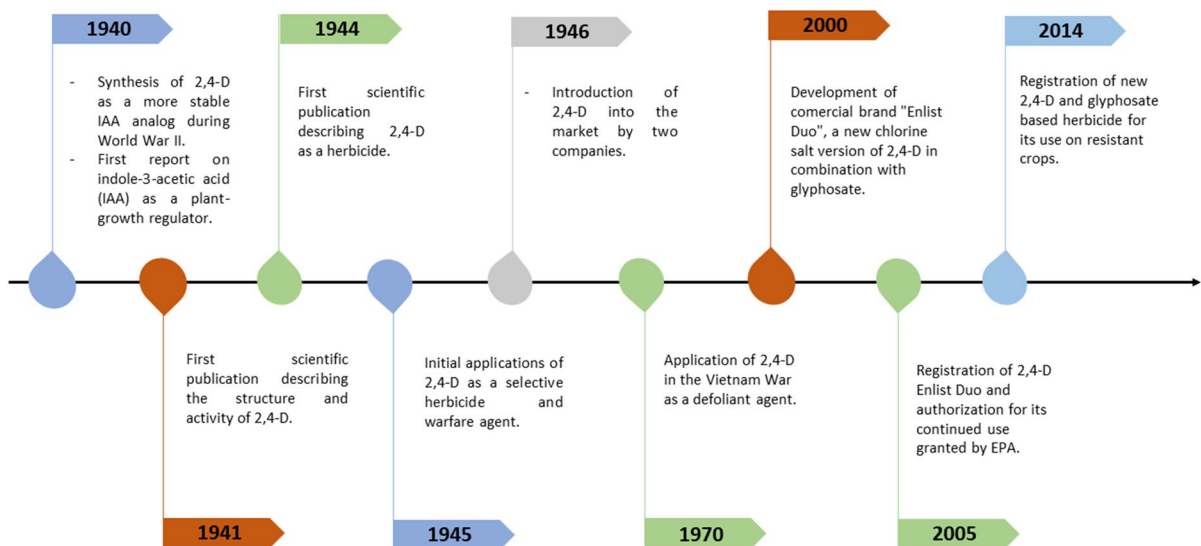 1940
- Synthesis of 2,4-D
as a more stable
IAA analog during
World War II.
- First report on
indole-3-acetic acid
(IAA) as a plant-
growth regulator.
1944
First scientific
publication
describing 2,4-D
as a herbicide.
1946
- Introduction of
2,4-D into the
market by two
companies.
2000
Development of
comercial brand "Enlist
Duo", a new chlorine
salt version of 2,4-D in
combination with
glyphosate.
2014
Registration of new
2,4-D and glyphosate
based herbicide for
its use on resistant
crops.
First scientific
publication describing
the structure and
activity of 2,4-D.
1941
Initial applications of
2,4-D as a selective
herbicide and
warfare agent.
1945
Application of 2,4-D
in the Vietnam War
as a defoliant agent.
1970
Registration of 2,4-D
Enlist Duo and
authorization for its
continued use
granted by EPA.
2005